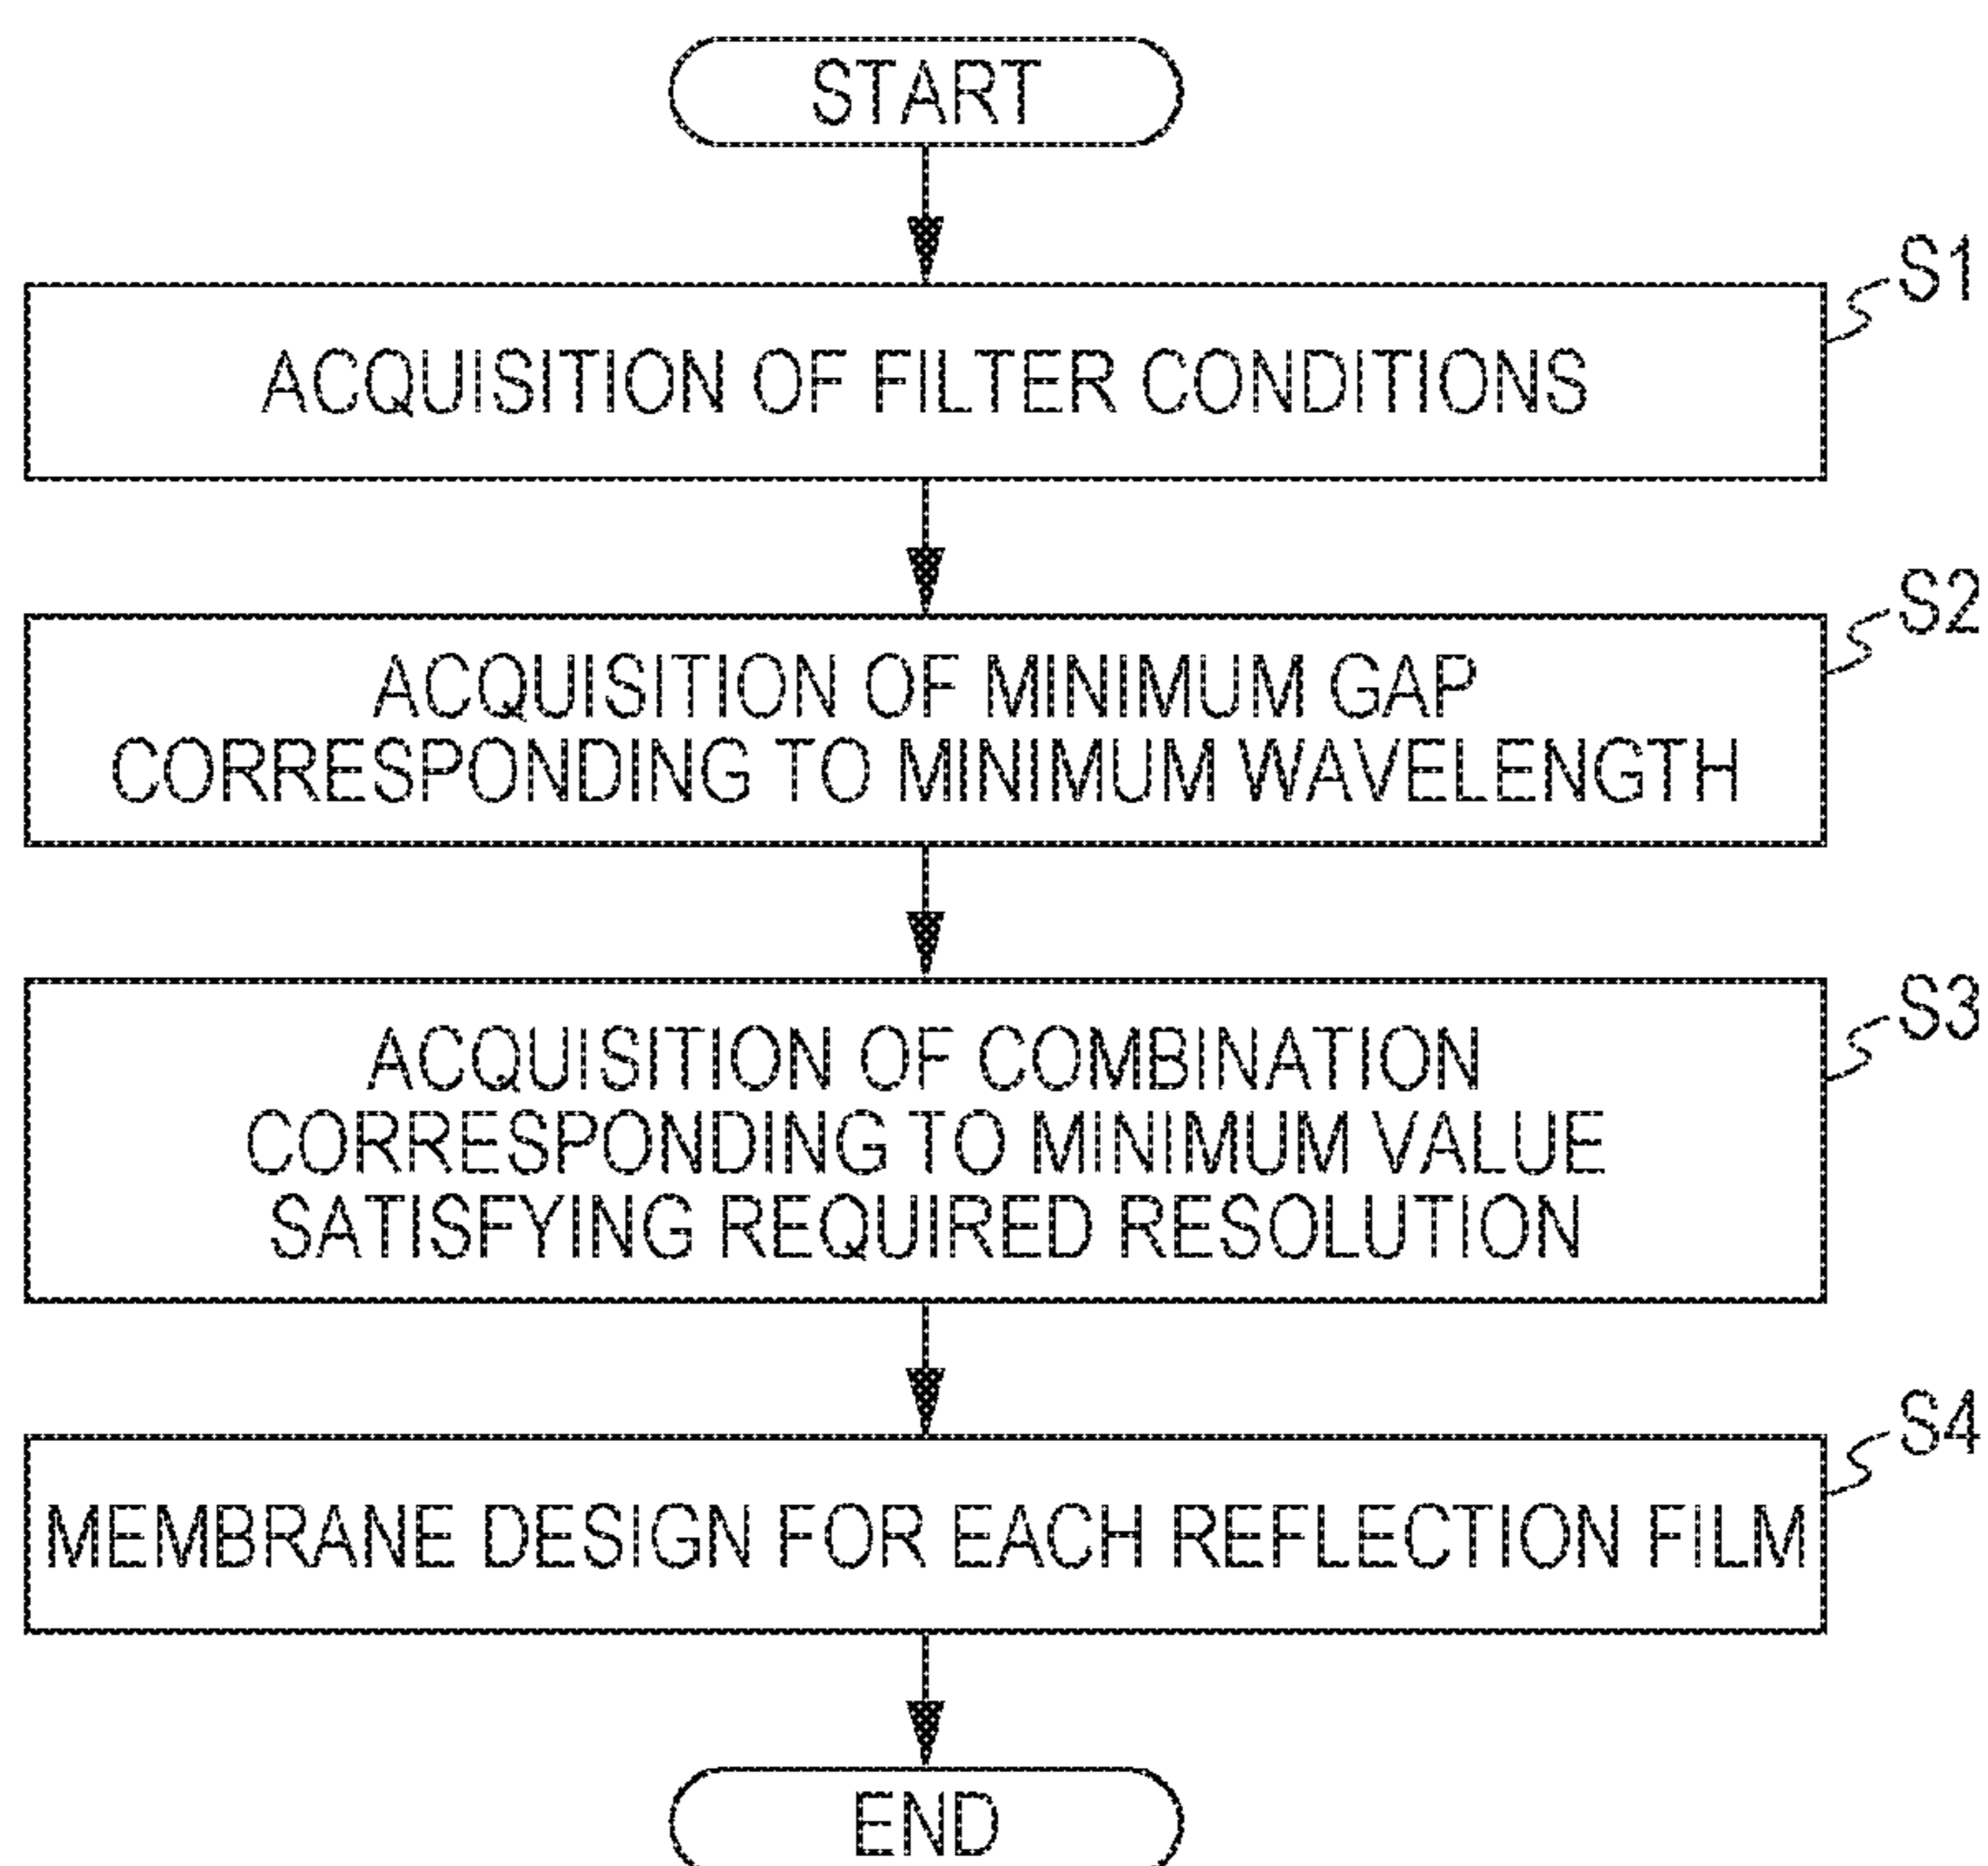 START
S1
ACQUISITION OF FILTER CONDITIONS
S2
ACQUISITION OF MINIMUM GAP
CORRESPONDING TO MINIMUM WAVELENGTH
S3
ACQUISITION OF COMBINATION
CORRESPONDING TO MINIMUM VALUE
SATISFYING REQUIRED RESOLUTION
S4
MEMBRANE DESIGN FOR EACH REFLECTION FILM
END